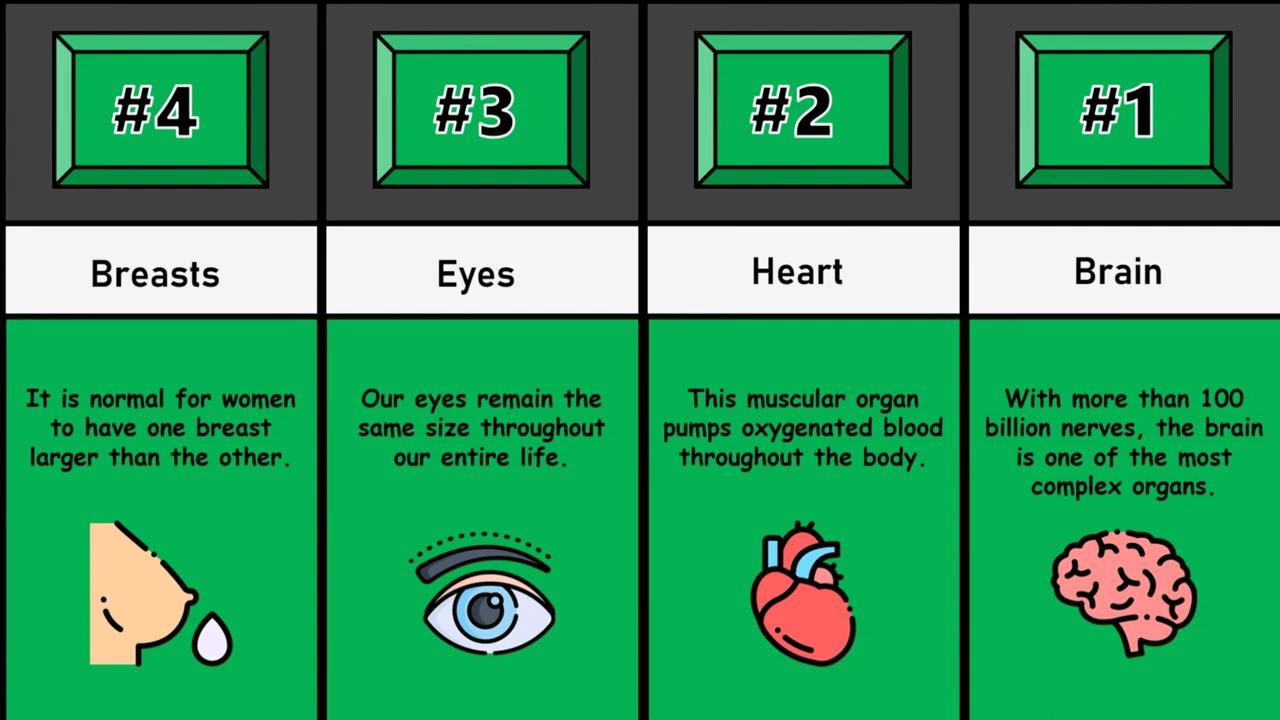 #4
#3
#2
#1
Breasts
Eyes
Heart
Brain
It is normal for women
to have one breast
larger than the other.
Our eyes remain the
same size throughout
our entire life.
This muscular organ
pumps oxygenated blood
throughout the body.
With more than 100
billion nerves, the brain
is one of the most
complex organs.